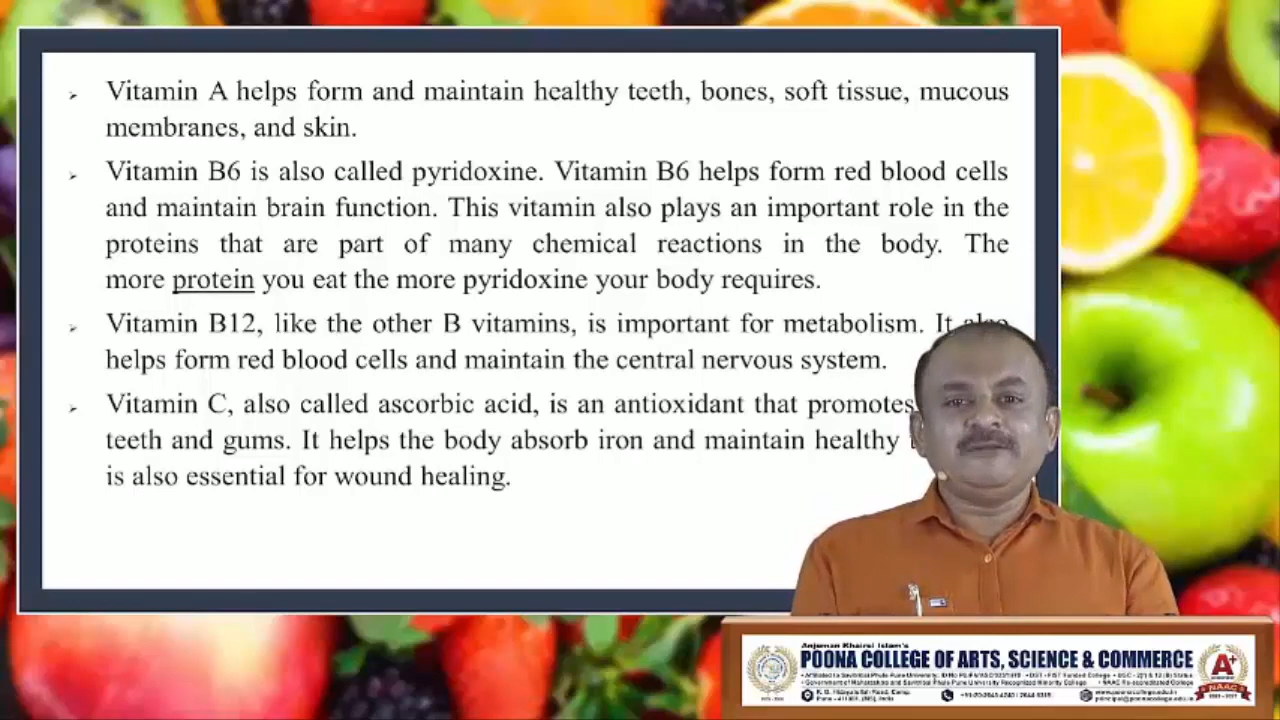 Vitamin A helps form and maintain healthy teeth, bones, soft tissue, mucous
membranes, and skin.
Vitamin B6 is also called pyridoxine. Vitamin B6 helps form red blood cells
and maintain brain function. This vitamin also plays an important role in the
proteins that are part of many chemical reactions in the body. The
more protein you eat the more pyridoxine your body requires.
Vitamin B12, like the other B vitamins, is important for metabolism. It also
helps form red blood cells and maintain the central nervous system.
Vitamin C, also called ascorbic acid, is an antioxidant that promotes
teeth and gums. It helps the body absorb iron and maintain healthy
is also essential for wound healing.
Anjuman Khairul Islam's
POONA COLLEGE OF ARTS, SCIENCE & COMMERCE
A+
NAAC